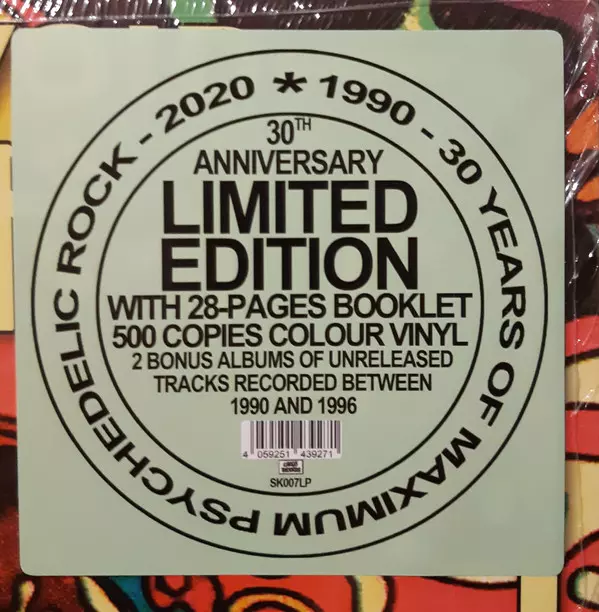 1990 - 30 YEARS OF MAXIMUM PSYCHEDELIC ROCK - 2020 *
30TH
ANNIVERSARY
LIMITED
EDITION
WITH 28-PAGES BOOKLET
500 COPIES COLOUR VINYL
2 BONUS ALBUMS OF UNRELEASED
TRACKS RECORDED BETWEEN
1990 AND 1996
4 059251 439271
SK007LP